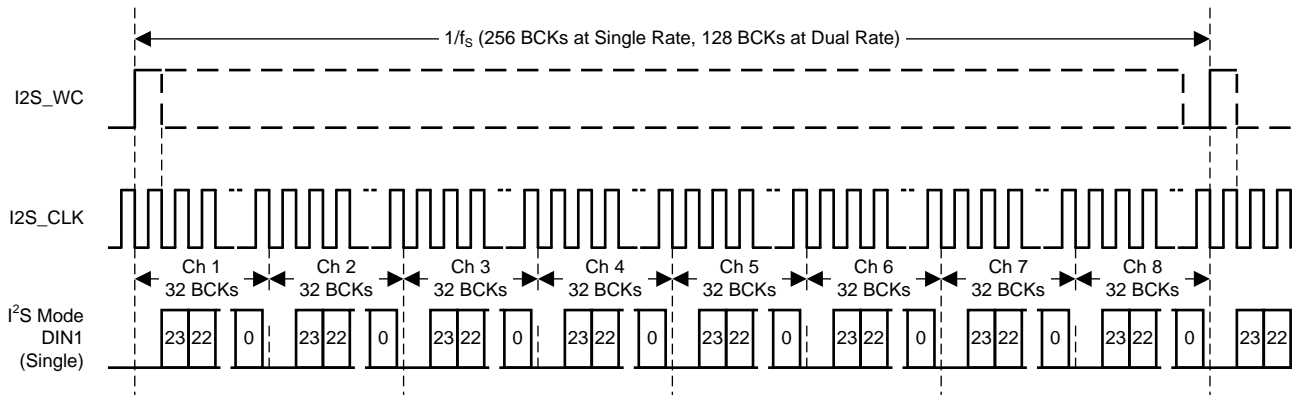 1/fS (256 BCKs at Single Rate, 128 BCKs at Dual Rate)
I2S_WC
I2S_CLK
Ch 1 Ch 2 Ch 3 Ch 4 Ch 5 Ch 6 Ch 7 Ch 8
32 BCKs 32 BCKs 32 BCKs 32 BCKs 32 BCKs 32 BCKs 32 BCKs 32 BCKs
I²S Mode
DIN1
(Single)
23 22 0 23 22 0 23 22 0 23 22 0 23 22 0 23 22 0 23 22 0 23 22 0 23 22